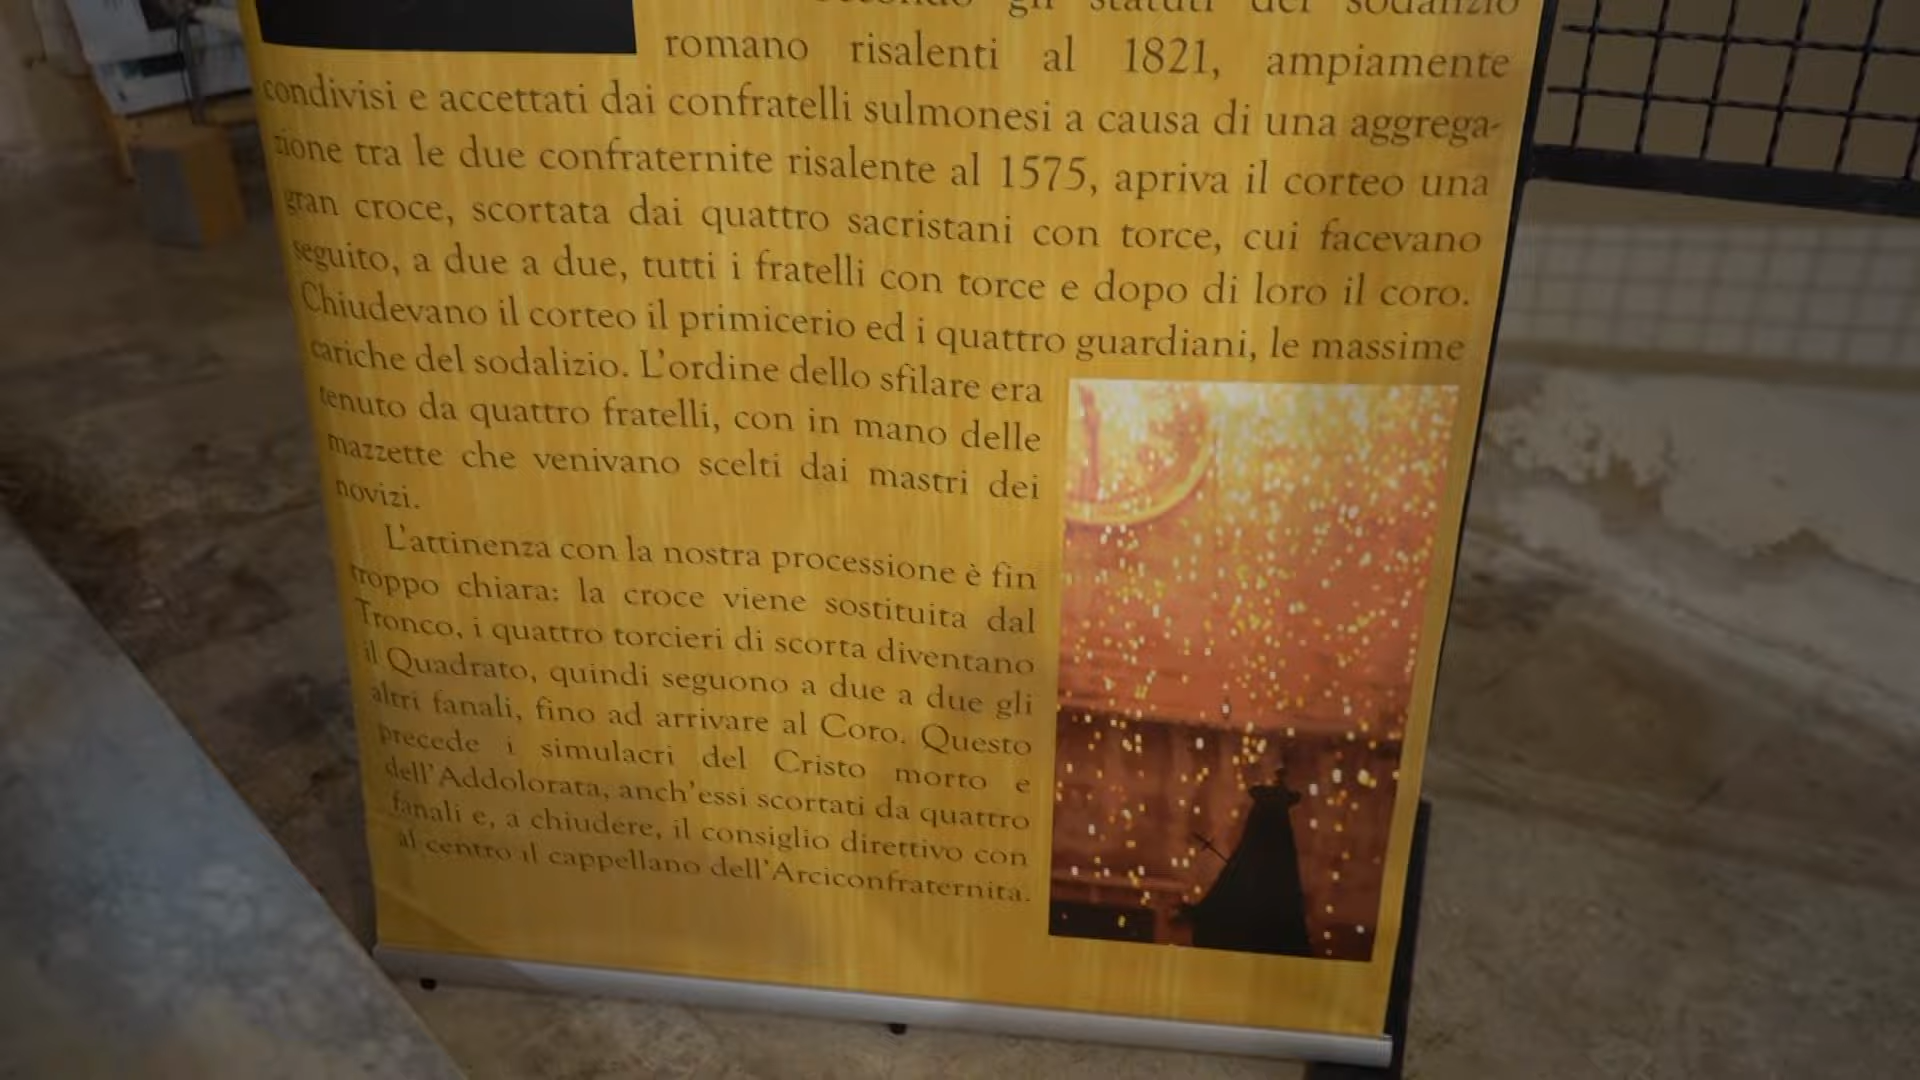 secondo gli statuti del sodalizio
romano risalenti al 1821, ampiamente
condivisi e accettati dai confratelli sulmonesi a causa di una aggrega-
zione tra le due confraternite risalente al 1575, apriva il corteo una
gran croce, scortata dai quattro sacristani con torce, cui facevano
seguito, a due a due, tutti i fratelli con torce e dopo di loro il coro.
Chiudevano il corteo il primicerio ed i quattro guardiani, le massime
cariche del sodalizio. L'ordine dello sfilare era
tenuto da quattro fratelli, con in mano delle
mazzette che venivano scelti dai mastri dei
novizi.
L'attinenza con la nostra processione è fin
troppo chiara: la croce viene sostituita dal
Tronco, i quattro torcieri di scorta diventano
il Quadrato, quindi seguono a due a due gli
altri fanali, fino ad arrivare al Coro. Questo
precede i simulacri del Cristo morto e
dell'Addolorata, anch'essi scortati da quattro
fanali e, a chiudere, il consiglio direttivo con
al centro il cappellano dell'Arciconfraternita.